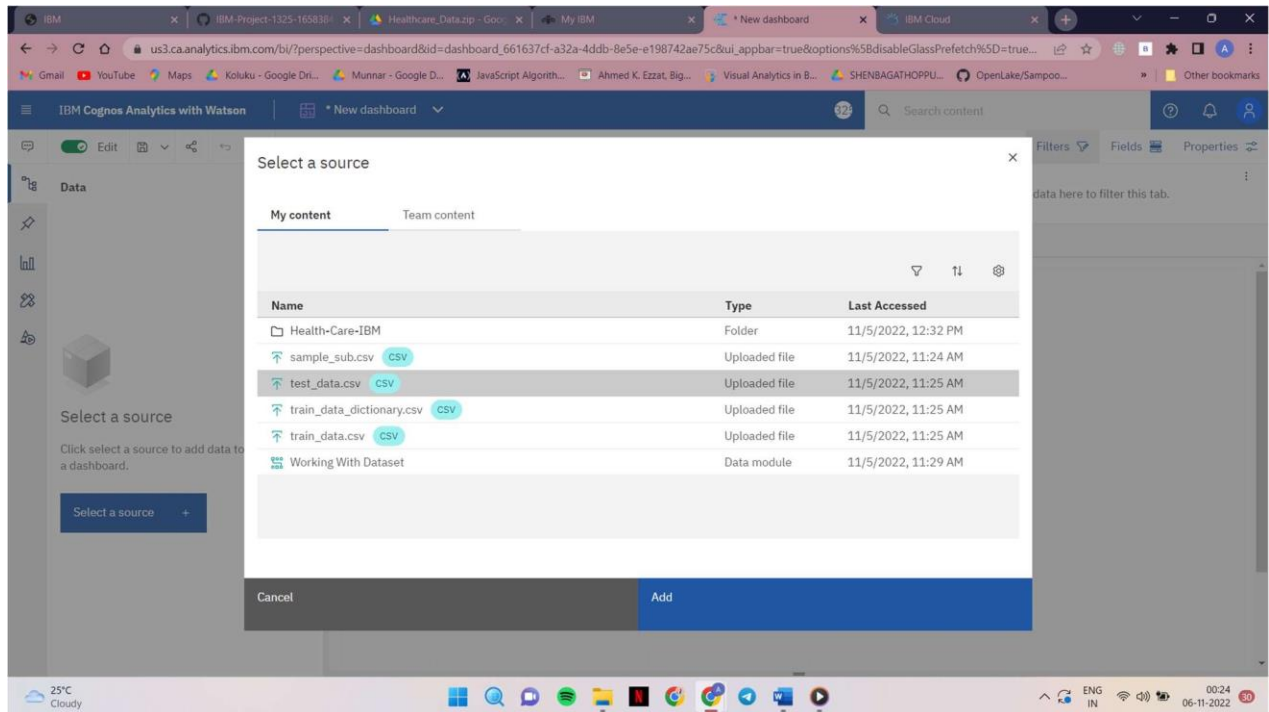 IBM
IBM-Project-1325-165838
Healthcare_Data.zip - Goog
My IBM
* New dashboard
IBM Cloud
us3.ca.analytics.ibm.com/bi/?perspective=dashboard&id=dashboard_661637cf-a32a-4ddb-8e5e-e198742ae75c&ui_appbar=true&options%5BdisableGlassPrefetch%5D=true...
Gmail YouTube Maps Koluku - Google Dri... Munnar - Google D... JavaScript Algorith... Ahmed K. Ezzat, Big... Visual Analytics in B... SHENBAGATHOPPU... OpenLake/Sampoo... » Other bookmarks
IBM Cognos Analytics with Watson
* New dashboard
Search content
Edit
Filters Fields Properties
Data
data here to filter this tab.
Select a source
Click select a source to add data to
a dashboard.
Select a source +
Select a source
My content Team content
Name Type Last Accessed
Health-Care-IBM Folder 11/5/2022, 12:32 PM
sample_sub.csv CSV Uploaded file 11/5/2022, 11:24 AM
test_data.csv CSV Uploaded file 11/5/2022, 11:25 AM
train_data_dictionary.csv CSV Uploaded file 11/5/2022, 11:25 AM
train_data.csv CSV Uploaded file 11/5/2022, 11:25 AM
Working With Dataset Data module 11/5/2022, 11:29 AM
Cancel Add
25°C
Cloudy
ENG
IN
00:24
06-11-2022
30